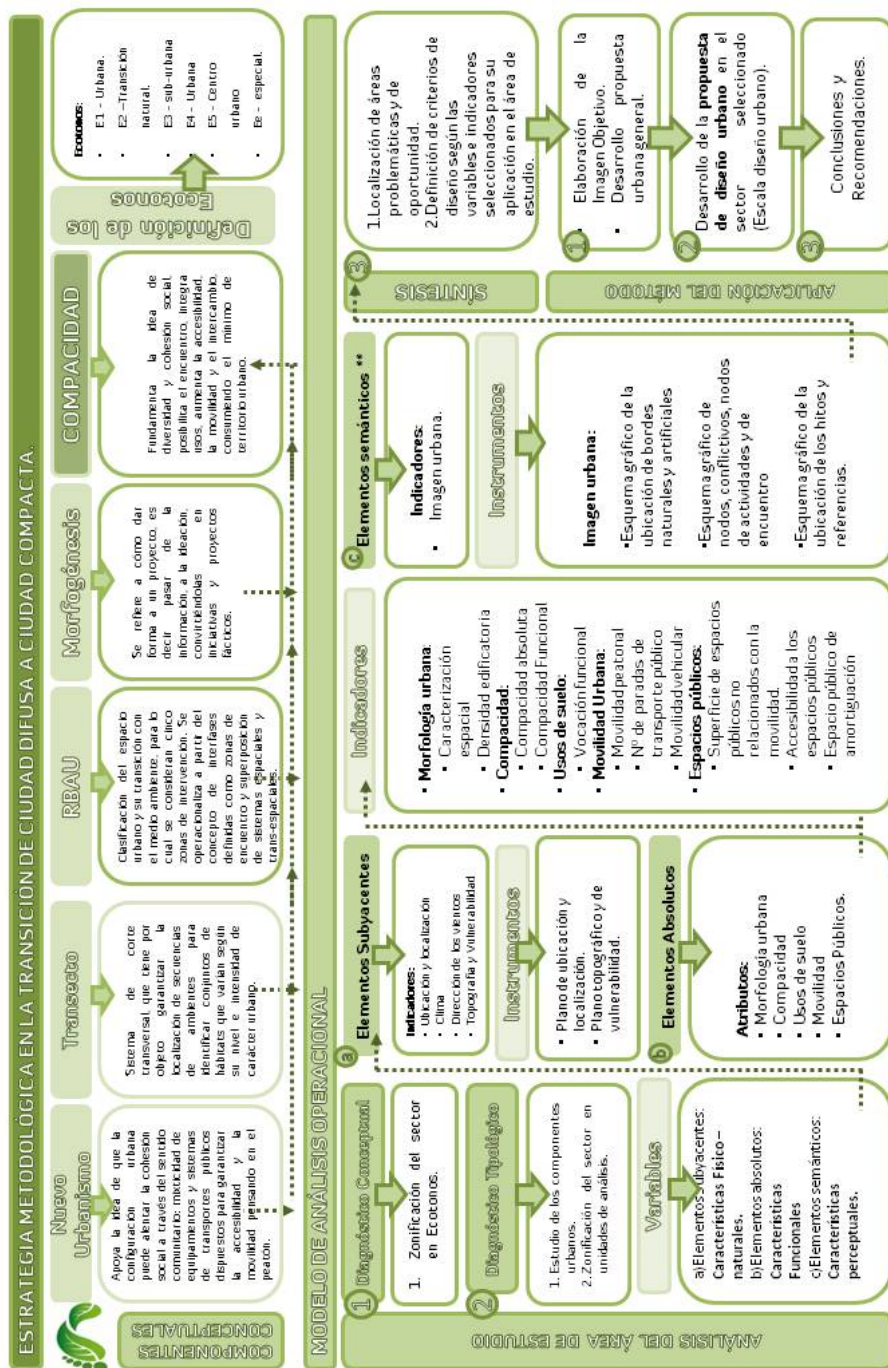 ESTRATEGIA METODOLÓGICA EN LA TRANSICIÓN DE CIUDAD DIFUSA A CIUDAD COMPACTA.
COMPONENTES
CONCEPTUALES
Nuevo
Urbanismo
Apoya la idea de que la
configuración urbana
puede alentar la cohesión
social a través del sentido
comunitario: mixticidad de
equipamientos y sistemas
de transportes públicos
dispuestos para garantizar
la accesibilidad y la
movilidad pensando en el
peatón.
Transecto
Sistema de corte
transversal, que tiene por
objeto garantizar la
localización de secuencias
de ambientes para
identificar conjuntos de
hábitats que varían según
su nivel e intensidad de
carácter urbano.
RBAU
Clasificación del espacio
urbano y su transición con
el medio ambiente, para lo
cual se consideran cinco
zonas de intervención. Se
operacionaliza a partir del
concepto de interfases
definidas como zonas de
encuentro y superposición
de sistemas espaciales y
trans-espaciales.
Morfogénesis
Se refiere a cómo dar
forma a un proyecto, es
decir pasar de la
información, a la ideación,
convirtiéndolas en
iniciativas y proyectos
fácticos.
COMPACIDAD
Fundamenta la idea de
diversidad y cohesión social,
posibilita el encuentro, integra
usos, aumenta la accesibilidad,
la movilidad y el intercambio,
consumiendo el mínimo de
territorio urbano.
Definición de los
Ecotonos
Ecotonos:
• E1 – Urbana.
• E2 –Transición
natural.
• E3 – sub-urbana
• E4 – Urbana
• E5 – Centro
urbano
• Ee – especial.
MODELO DE ANÁLISIS OPERACIONAL
ANÁLISIS DEL ÁREA DE ESTUDIO
1 Diagnóstico Conceptual
1. Zonificación del sector
en Ecotonos.
2 Diagnóstico Tipológico
1. Estudio de los componentes
urbanos.
2. Zonificación del sector en
unidades de análisis.
Variables
a)Elementos subyacentes:
Características Físico –
naturales.
b)Elementos absolutos:
Características
Funcionales
c)Elementos semánticos:
Características
perceptuales.
a Elementos Subyacentes
Indicadores:
• Ubicación y localización
• Clima
• Dirección de los vientos
• Topografía y Vulnerabilidad
Instrumentos
• Plano de ubicación y
localización.
• Plano topográfico y de
vulnerabilidad.
b Elementos Absolutos
Atributos:
• Morfología urbana
• Compacidad
• Usos de suelo
• Movilidad
• Espacios Públicos.
Indicadores
• Morfología urbana:
• Caracterización
espacial
• Densidad edificatoria
• Compacidad:
• Compacidad absoluta
• Compacidad Funcional
• Usos de suelo:
• Vocación funcional
• Movilidad Urbana:
• Movilidad peatonal
• Nº de paradas de
transporte público
• Movilidad vehicular
• Espacios públicos:
• Superficie de espacios
públicos no
relacionados con la
movilidad.
• Accesibilidad a los
espacios públicos
• Espacio público de
amortiguación
c Elementos semánticos **
Indicadores:
• Imagen urbana.
Instrumentos
Imagen urbana:
▪Esquema gráfico de la
ubicación de bordes
naturales y artificiales
▪Esquema gráfico de
nodos, conflictivos, nodos
de actividades y de
encuentro
▪Esquema gráfico de la
ubicación de los hitos y
referencias.
SÍNTESIS
3
1.Localización de áreas
problemáticas y de
oportunidad.
2.Definición de criterios de
diseño según las
variables e indicadores
seleccionados para su
aplicación en el área de
estudio.
APLICACIÓN DEL MÉTODO
1
• Elaboración de la
Imagen Objetivo.
• Desarrollo propuesta
urbana general.
2
Desarrollo de la propuesta
de diseño urbano en el
sector seleccionado
(Escala diseño urbano).
3
Conclusiones y
Recomendaciones.